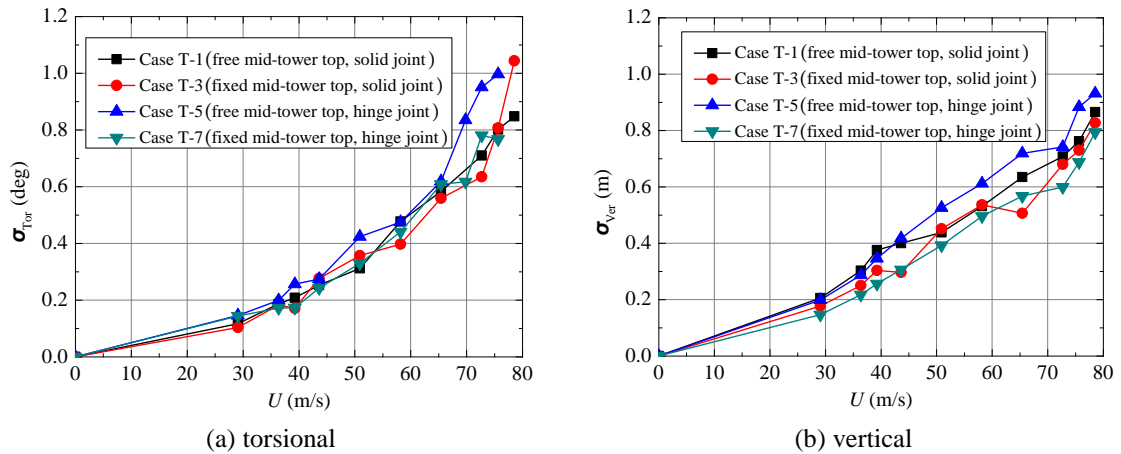 1.2
1.0
0.8
0.6
0.4
0.2
0.0
σTor (deg)
Case T-1(free mid-tower top, solid joint)
Case T-3(fixed mid-tower top, solid joint)
Case T-5(free mid-tower top, hinge joint)
Case T-7(fixed mid-tower top, hinge joint)
0 10 20 30 40 50 60 70 80
U (m/s)
(a) torsional
1.2
1.0
0.8
0.6
0.4
0.2
0.0
σVer (m)
Case T-1(free mid-tower top, solid joint)
Case T-3(fixed mid-tower top, solid joint)
Case T-5(free mid-tower top, hinge joint)
Case T-7(fixed mid-tower top, hinge joint)
0 10 20 30 40 50 60 70 80
U (m/s)
(b) vertical